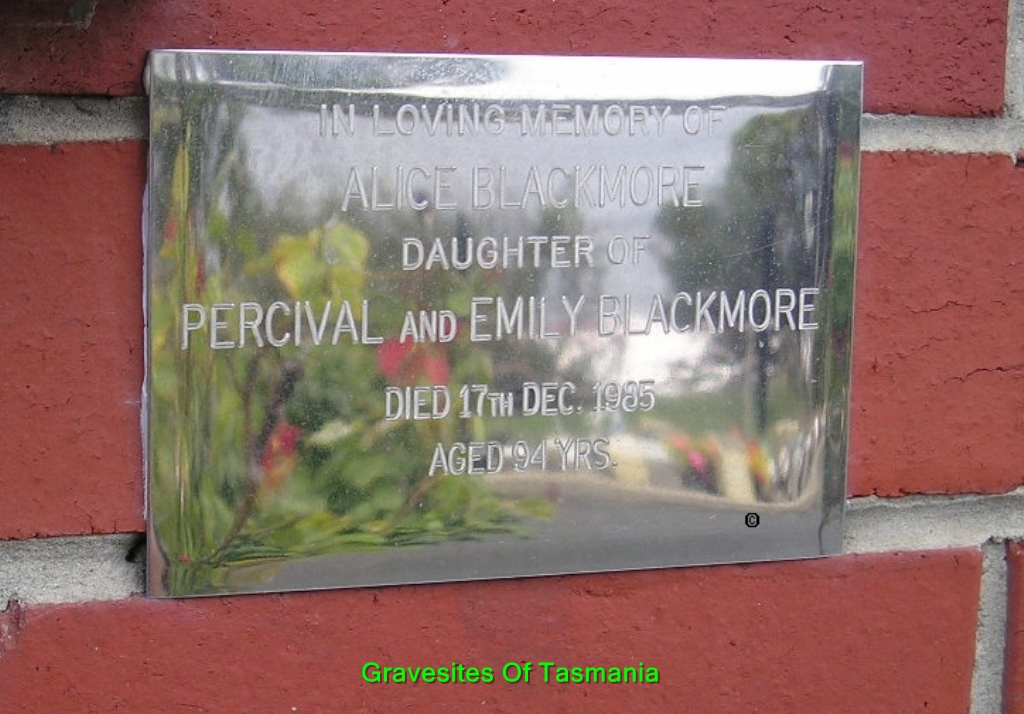 IN LOVING MEMORY OF
ALICE BLACKMORE
DAUGHTER OF
PERCIVAL AND EMILY BLACKMORE
DIED 17TH DEC. 1985
AGED 94 YRS.
©
Gravesites Of Tasmania